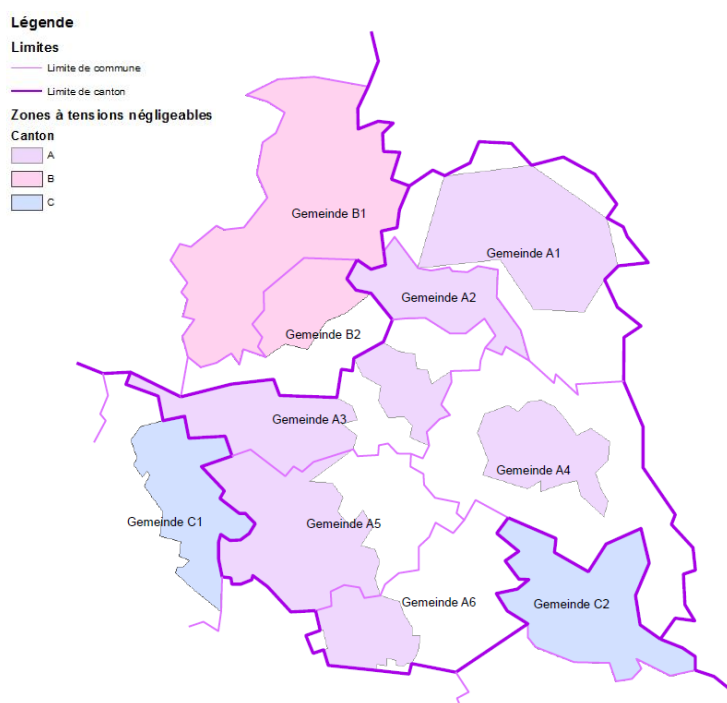 Légende
Limites
Limite de commune
Limite de canton
Zones à tensions négligeables
Canton
A
B
C
Gemeinde B1
Gemeinde A1
Gemeinde A2
Gemeinde B2
Gemeinde A3
Gemeinde A4
Gemeinde C1
Gemeinde A5
Gemeinde A6
Gemeinde C2